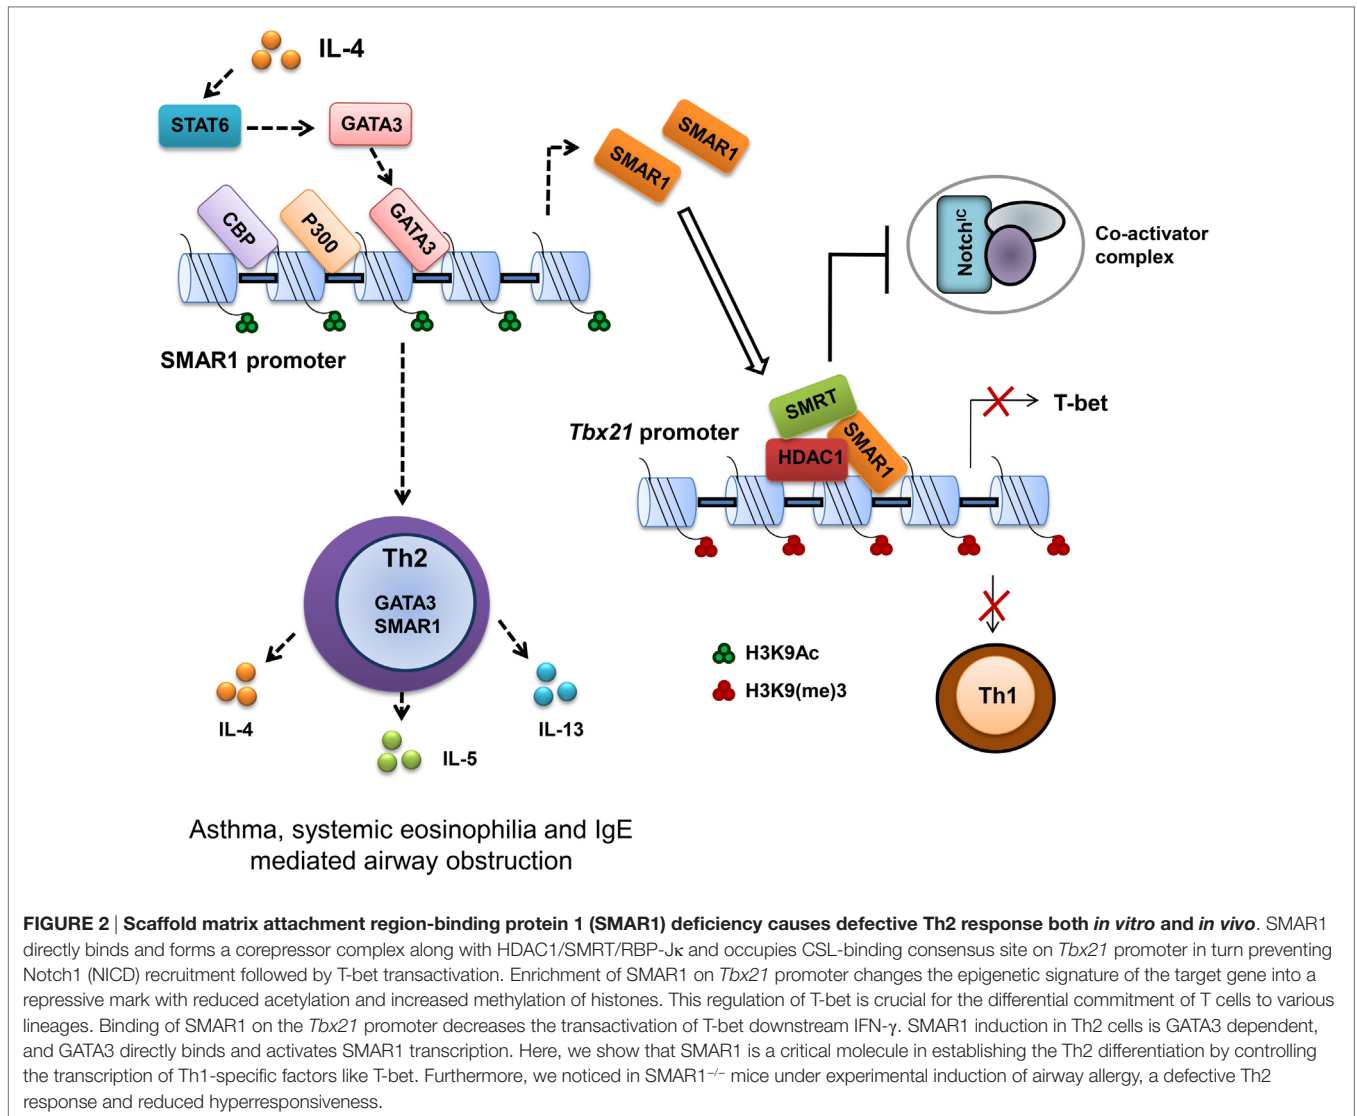 IL-4
STAT6
GATA3
SMAR1
SMAR1
CBP
P300
GATA3
Notch^IC
Co-activator
complex
SMAR1 promoter
SMRT
HDAC1
SMAR1
T-bet
Tbx21 promoter
Th2
GATA3
SMAR1
H3K9Ac
H3K9(me)3
Th1
IL-4
IL-13
IL-5
Asthma, systemic eosinophilia and IgE
mediated airway obstruction
FIGURE 2 | Scaffold matrix attachment region-binding protein 1 (SMAR1) deficiency causes defective Th2 response both in vitro and in vivo. SMAR1
directly binds and forms a corepressor complex along with HDAC1/SMRT/RBP-Jκ and occupies CSL-binding consensus site on Tbx21 promoter in turn preventing
Notch1 (NICD) recruitment followed by T-bet transactivation. Enrichment of SMAR1 on Tbx21 promoter changes the epigenetic signature of the target gene into a
repressive mark with reduced acetylation and increased methylation of histones. This regulation of T-bet is crucial for the differential commitment of T cells to various
lineages. Binding of SMAR1 on the Tbx21 promoter decreases the transactivation of T-bet downstream IFN-γ. SMAR1 induction in Th2 cells is GATA3 dependent,
and GATA3 directly binds and activates SMAR1 transcription. Here, we show that SMAR1 is a critical molecule in establishing the Th2 differentiation by controlling
the transcription of Th1-specific factors like T-bet. Furthermore, we noticed in SMAR1−/− mice under experimental induction of airway allergy, a defective Th2
response and reduced hyperresponsiveness.